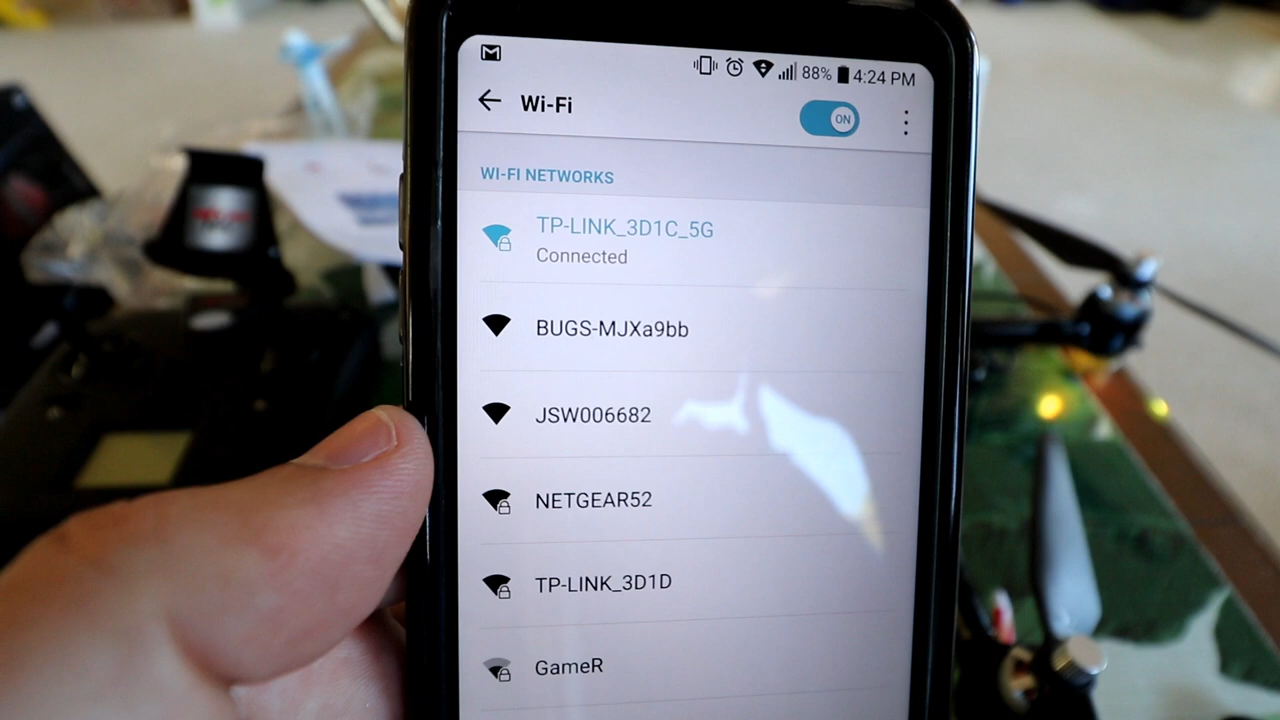 88% 4:24 PM
Wi-Fi
ON
WI-FI NETWORKS
TP-LINK_3D1C_5G
Connected
BUGS-MJXa9bb
JSW006682
NETGEAR52
TP-LINK_3D1D
GameR